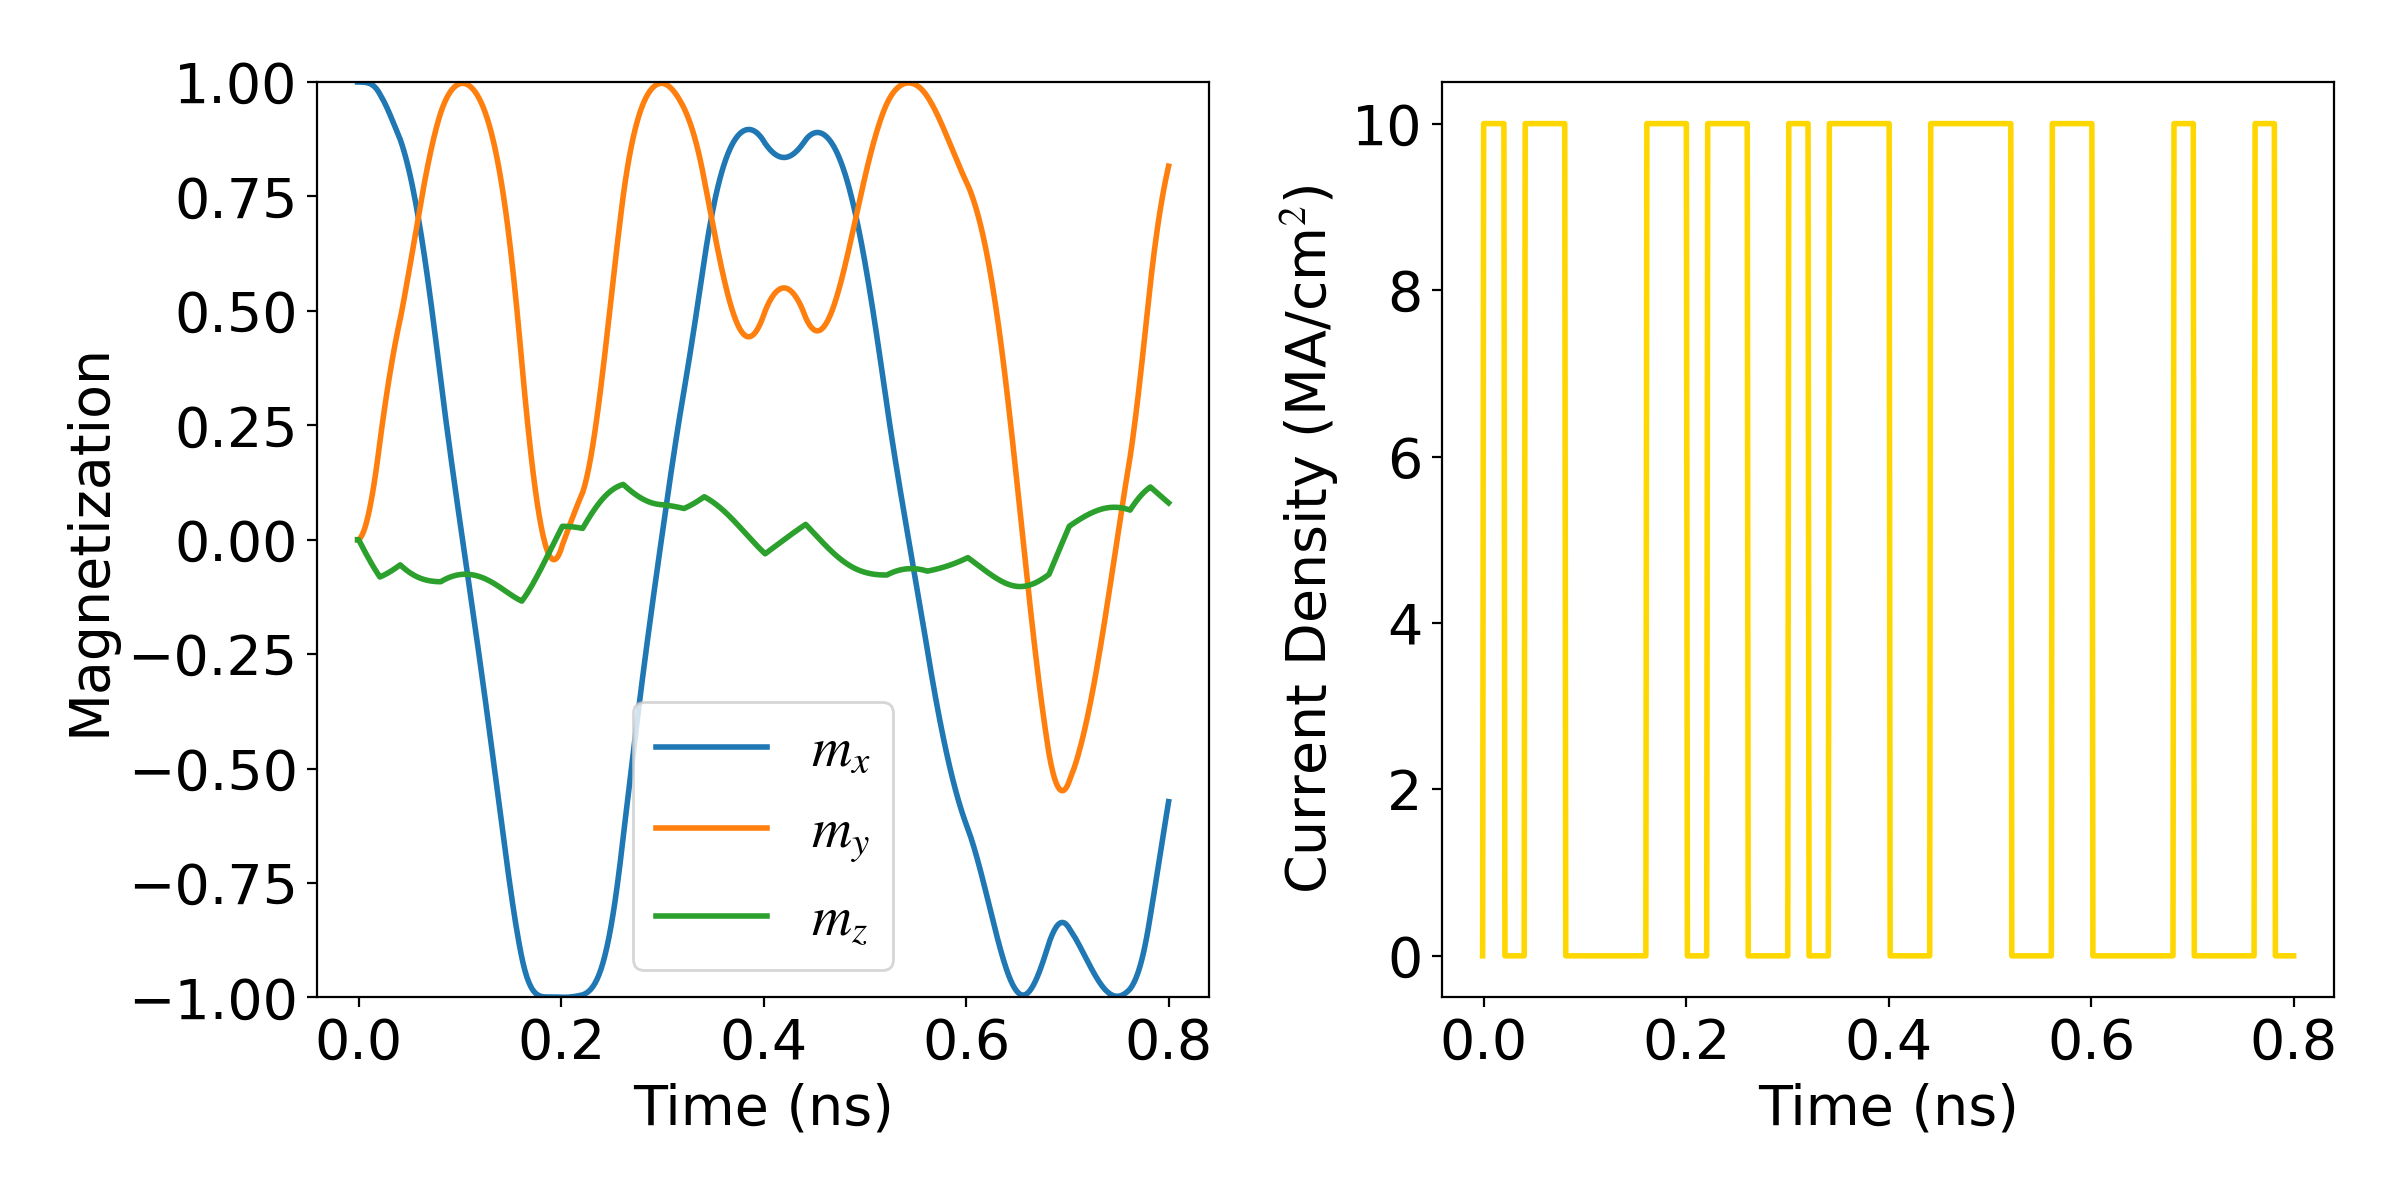 1.00
0.75
0.50
0.25
0.00
−0.25
−0.50
−0.75
−1.00
Magnetization
0.0 0.2 0.4 0.6 0.8
Time (ns)
m_x
m_y
m_z
10
8
6
4
2
0
Current Density (MA/cm²)
0.0 0.2 0.4 0.6 0.8
Time (ns)